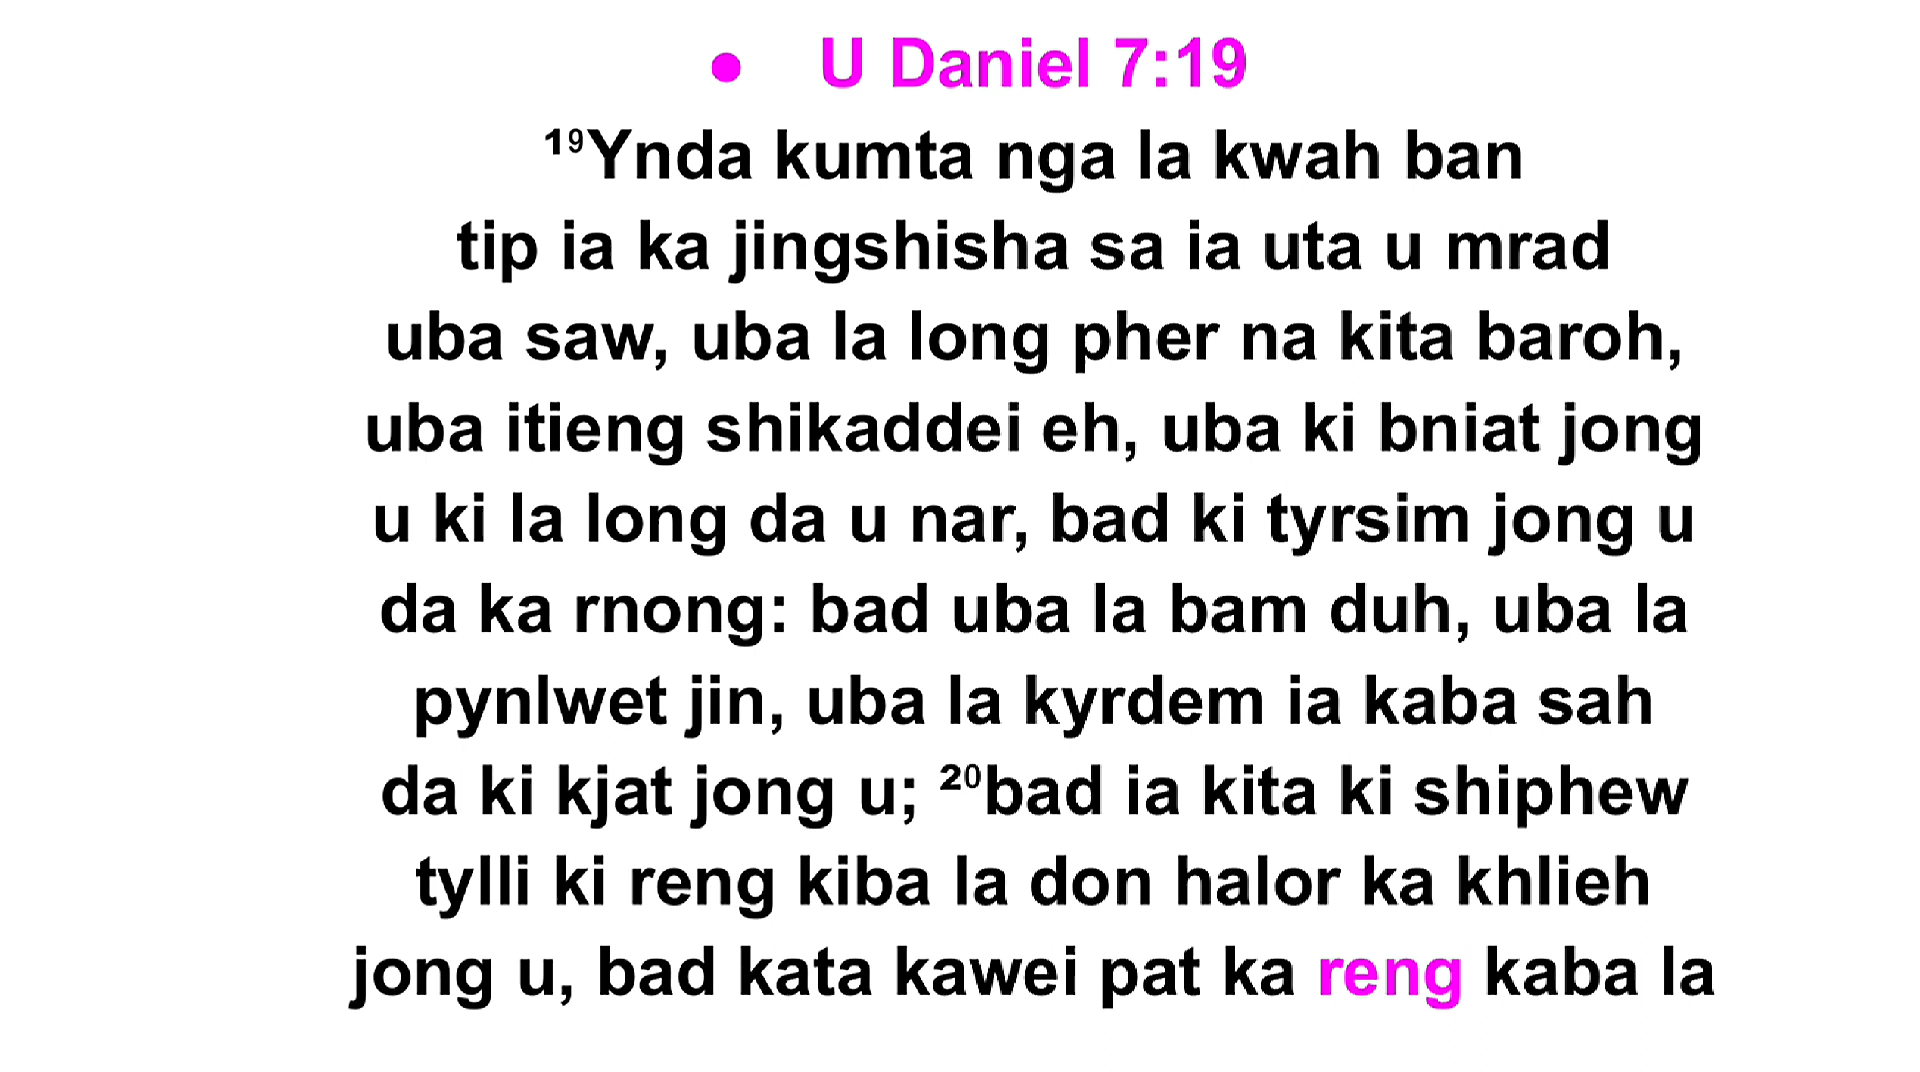 • U Daniel 7:19
¹⁹Ynda kumta nga la kwah ban
tip ia ka jingshisha sa ia uta u mrad
uba saw, uba la long pher na kita baroh,
uba itieng shikaddei eh, uba ki bniat jong
u ki la long da u nar, bad ki tyrsim jong u
da ka rnong: bad uba la bam duh, uba la
pynlwet jin, uba la kyrdem ia kaba sah
da ki kjat jong u; ²⁰bad ia kita ki shiphew
tylli ki reng kiba la don halor ka khlieh
jong u, bad kata kawei pat ka reng kaba la